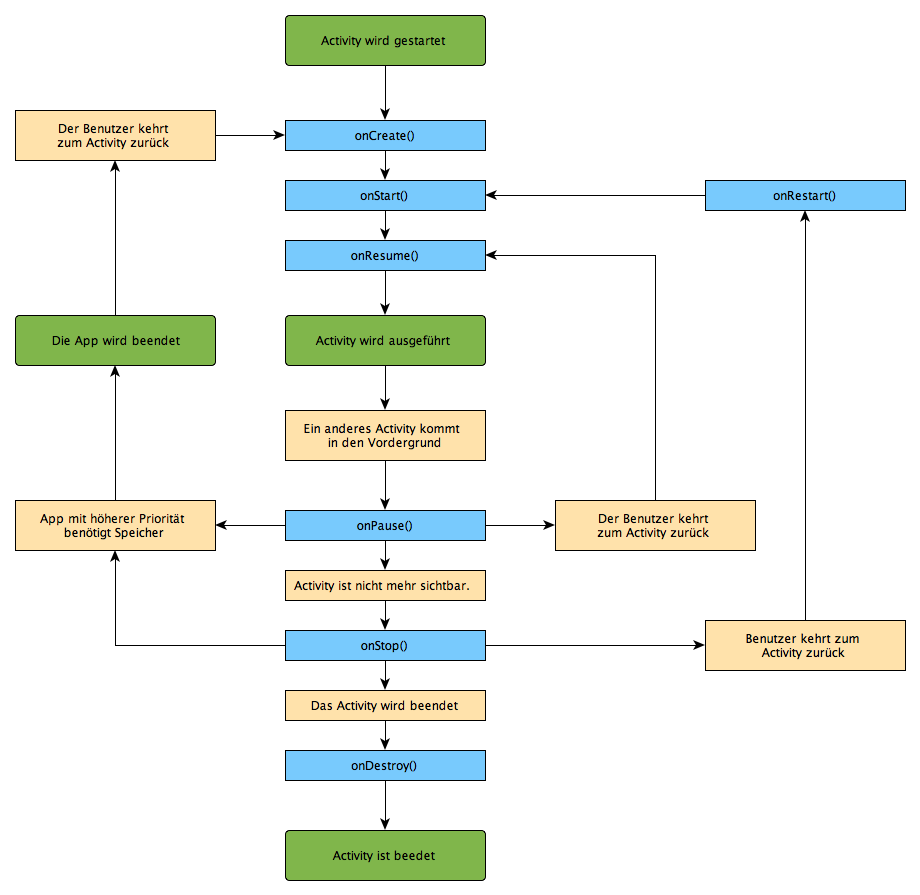 Activity wird gestartet
Der Benutzer kehrt
zum Activity zurück
onCreate()
onStart()
onRestart()
onResume()
Die App wird beendet
Activity wird ausgeführt
Ein anderes Activity kommt
in den Vordergrund
App mit höherer Priorität
benötigt Speicher
onPause()
Der Benutzer kehrt
zum Activity zurück
Activity ist nicht mehr sichtbar.
onStop()
Benutzer kehrt zum
Activity zurück
Das Activity wird beendet
onDestroy()
Activity ist beedet